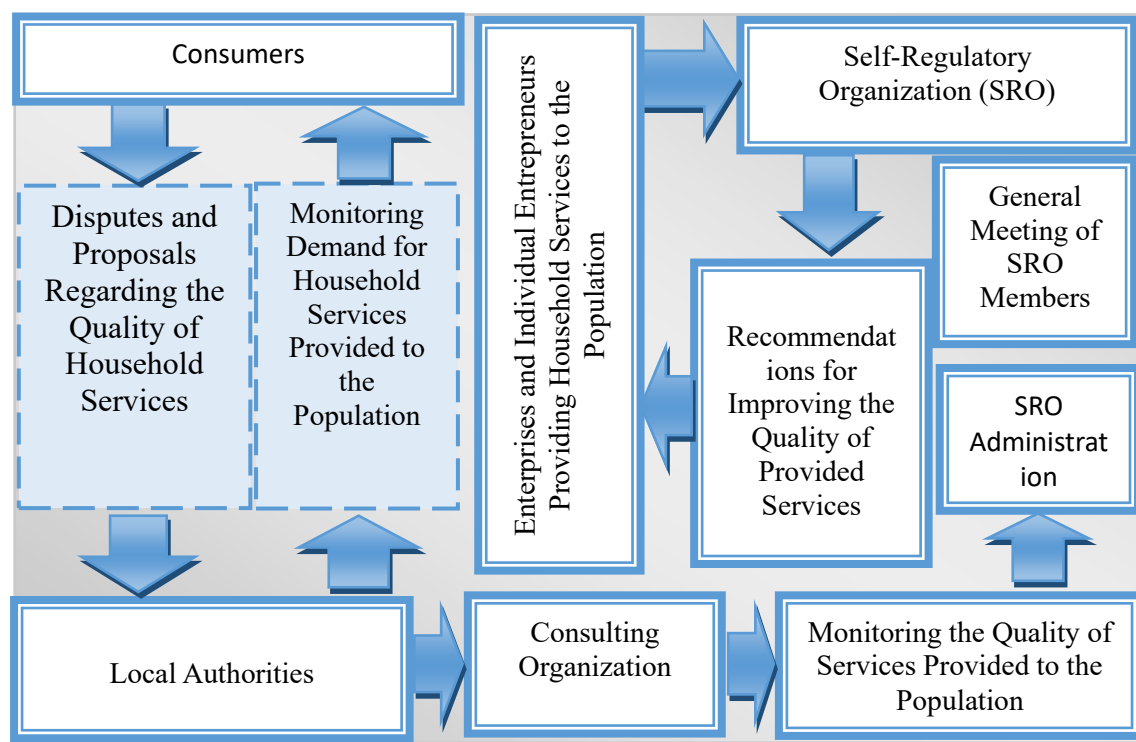 Consumers
Disputes and
Proposals
Regarding the
Quality of
Household
Services
Monitoring
Demand for
Household
Services
Provided to
the
Population
Enterprises and Individual Entrepreneurs
Providing Household Services to the
Population
Self-Regulatory
Organization (SRO)
General
Meeting of
SRO
Members
Recommendat
ions for
Improving the
Quality of
Provided
Services
SRO
Administrat
ion
Local Authorities
Consulting
Organization
Monitoring the Quality of
Services Provided to the
Population